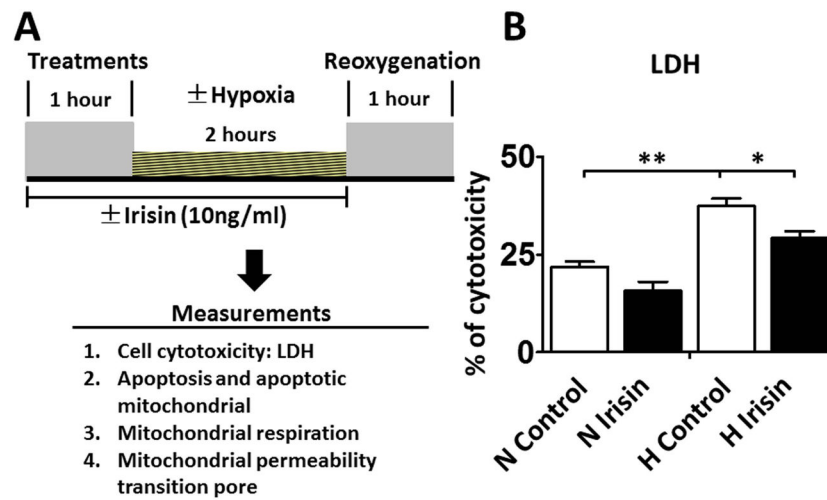 A
Treatments
Reoxygenation
1 hour
± Hypoxia
1 hour
2 hours
± Irisin (10ng/ml)
Measurements
1. Cell cytotoxicity: LDH
2. Apoptosis and apoptotic
mitochondrial
3. Mitochondrial respiration
4. Mitochondrial permeability
transition pore
B
LDH
% of cytotoxicity
50
25
0
**
*
N Control
N Irisin
H Control
H Irisin